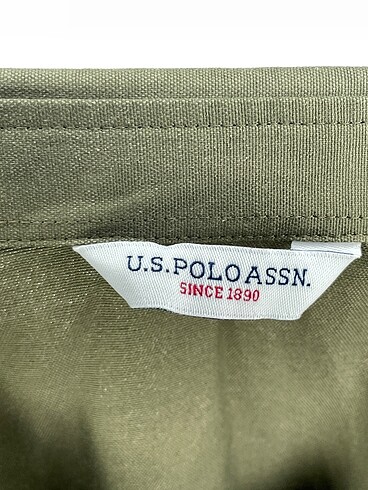 U.S. POLO ASSN.
SINCE 1890